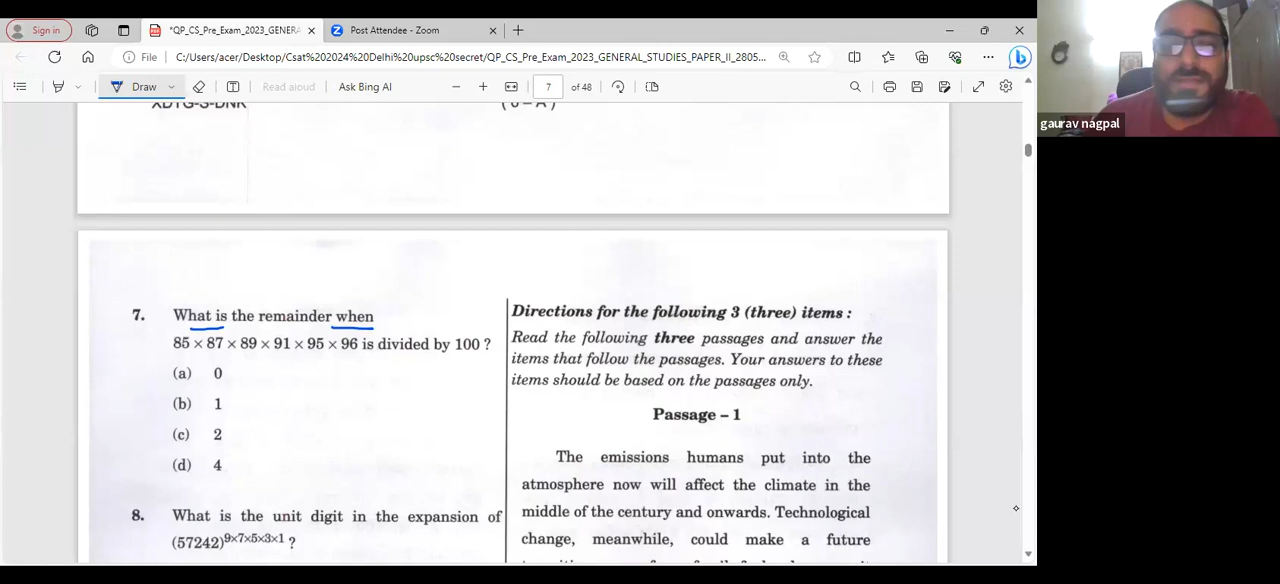 Sign in
*QP_CS_Pre_Exam_2023_GENERA
Post Attendee - Zoom
File
C:/Users/acer/Desktop/Csat%202024%20Delhi%20upsc%20secret/QP_CS_Pre_Exam_2023_GENERAL_STUDIES_PAPER_II_2805...
Draw
Read aloud
Ask Bing AI
7
of 48
gaurav nagpal
XDTG-S-DNK
( 6 – A )
7. What is the remainder when
85 × 87 × 89 × 91 × 95 × 96 is divided by 100 ?
(a) 0
(b) 1
(c) 2
(d) 4
8. What is the unit digit in the expansion of
(57242)^9×7×5×3×1 ?
Directions for the following 3 (three) items :
Read the following three passages and answer the
items that follow the passages. Your answers to these
items should be based on the passages only.
Passage – 1
The emissions humans put into the
atmosphere now will affect the climate in the
middle of the century and onwards. Technological
change, meanwhile, could make a future